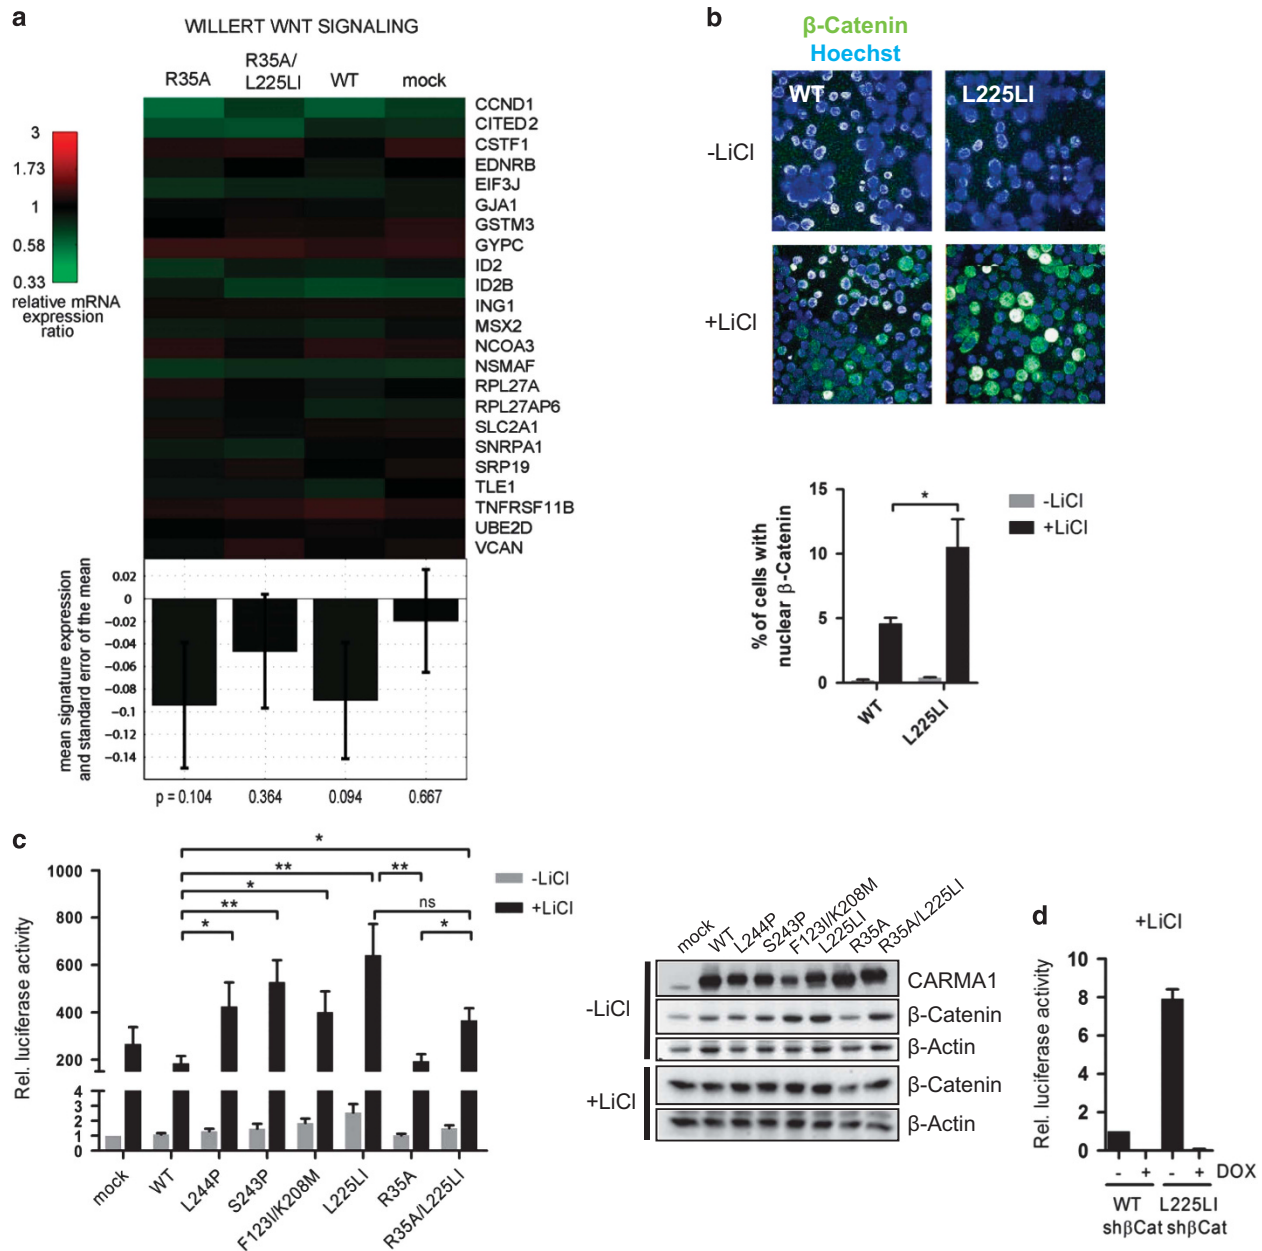 a
WILLERT WNT SIGNALING
R35A
R35A/
L225LI
WT
mock
3
1.73
1
0.58
0.33
relative mRNA
expression
ratio
CCND1
CITED2
CSTF1
EDNRB
EIF3J
GJA1
GSTM3
GYPC
ID2
ID2B
ING1
MSX2
NCOA3
NSMAF
RPL27A
RPL27AP6
SLC2A1
SNRPA1
SRP19
TLE1
TNFRSF11B
UBE2D
VCAN
mean signature expression
and standard error of the mean
0.02
0
−0.02
−0.04
−0.06
−0.08
−0.1
−0.12
−0.14
p = 0.104
0.364
0.094
0.667
b
β-Catenin
Hoechst
WT
L225LI
-LiCl
+LiCl
% of cells with
nuclear β-Catenin
15
10
5
0
*
-LiCl
+LiCl
WT
L225LI
c
Rel. luciferase activity
1000
800
600
400
200
4
3
2
1
0
*
**
**
*
ns
**
*
*
-LiCl
+LiCl
mock
WT
L244P
S243P
F123I/K208M
L225LI
R35A
R35A/L225LI
mock
WT
L244P
S243P
F123I/K208M
L225LI
R35A
R35A/L225LI
-LiCl
CARMA1
β-Catenin
β-Actin
+LiCl
β-Catenin
β-Actin
d
+LiCl
Rel. luciferase activity
10
8
6
4
2
0
- + - + DOX
WT L225LI
shβCat shβCat